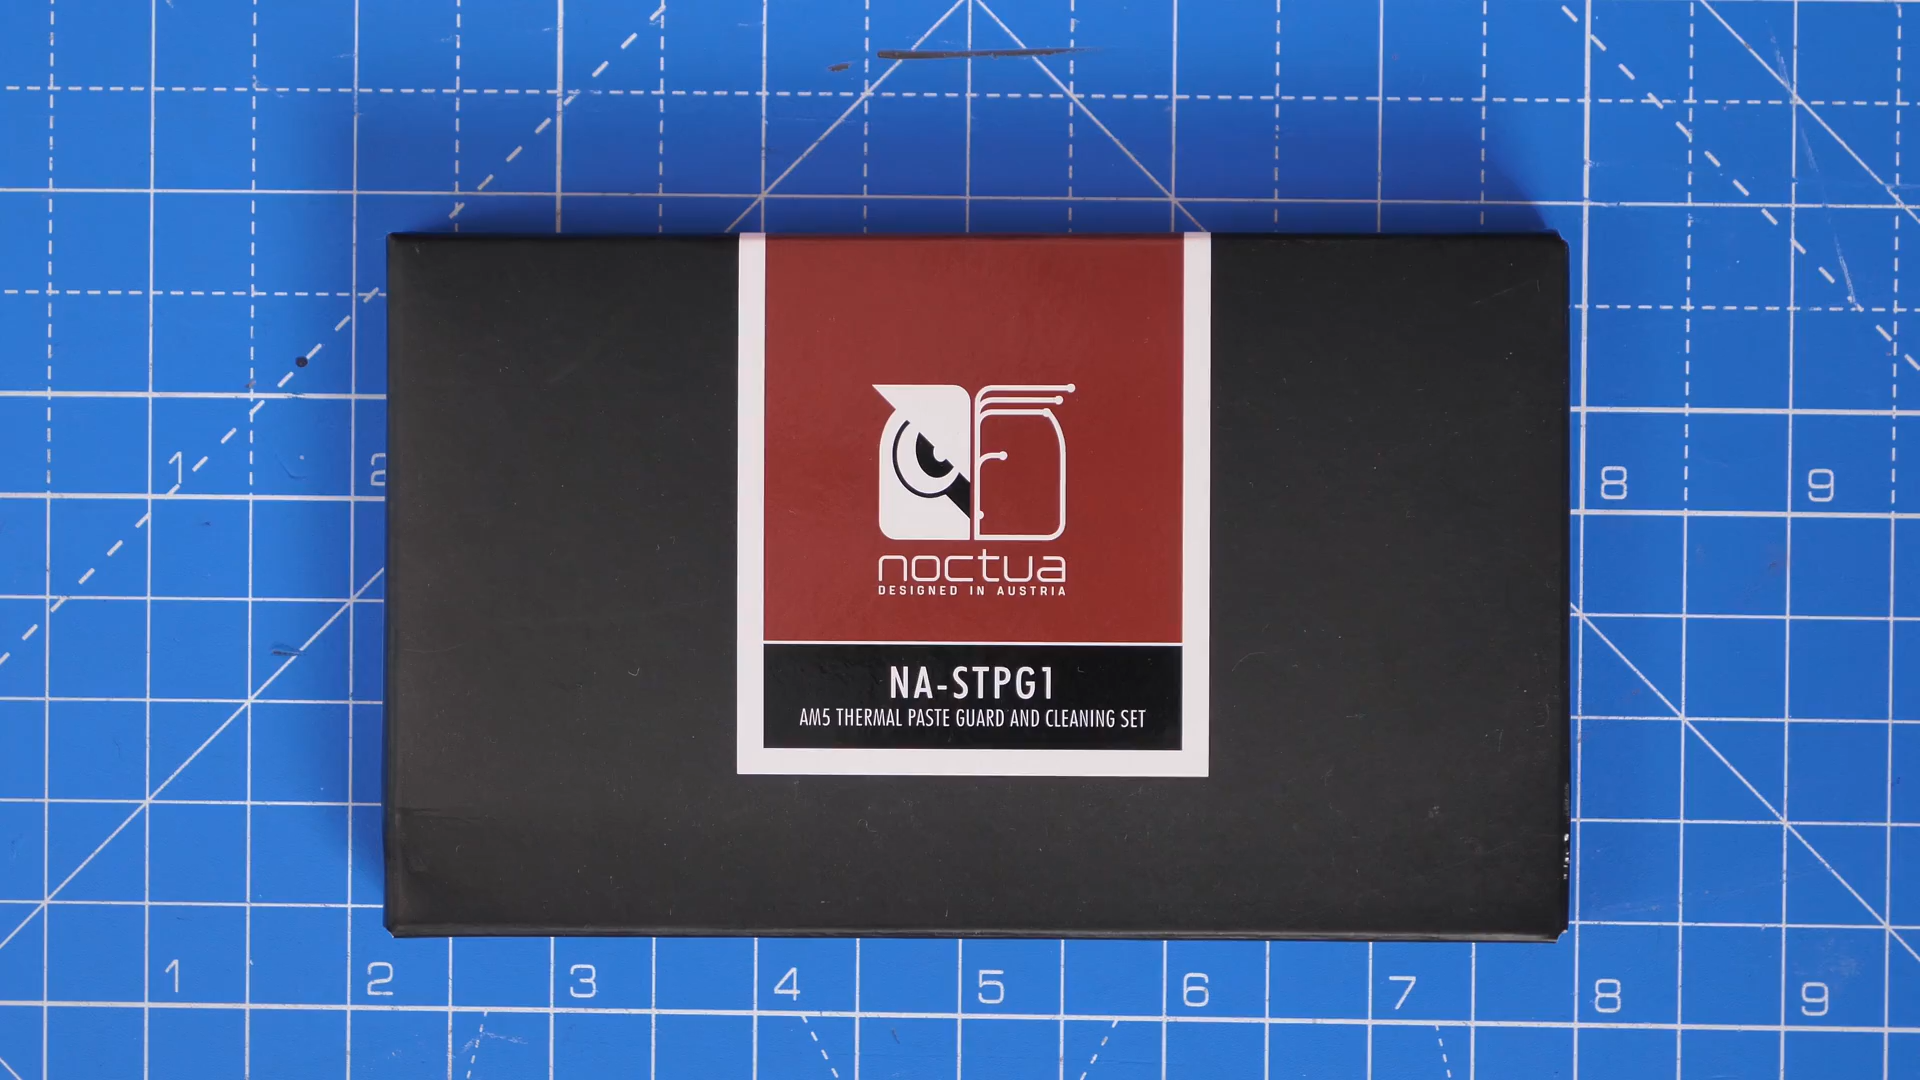 1 2 8 9
noctua
DESIGNED IN AUSTRIA
NA-STPG1
AM5 THERMAL PASTE GUARD AND CLEANING SET
1 2 3 4 5 6 7 8 9